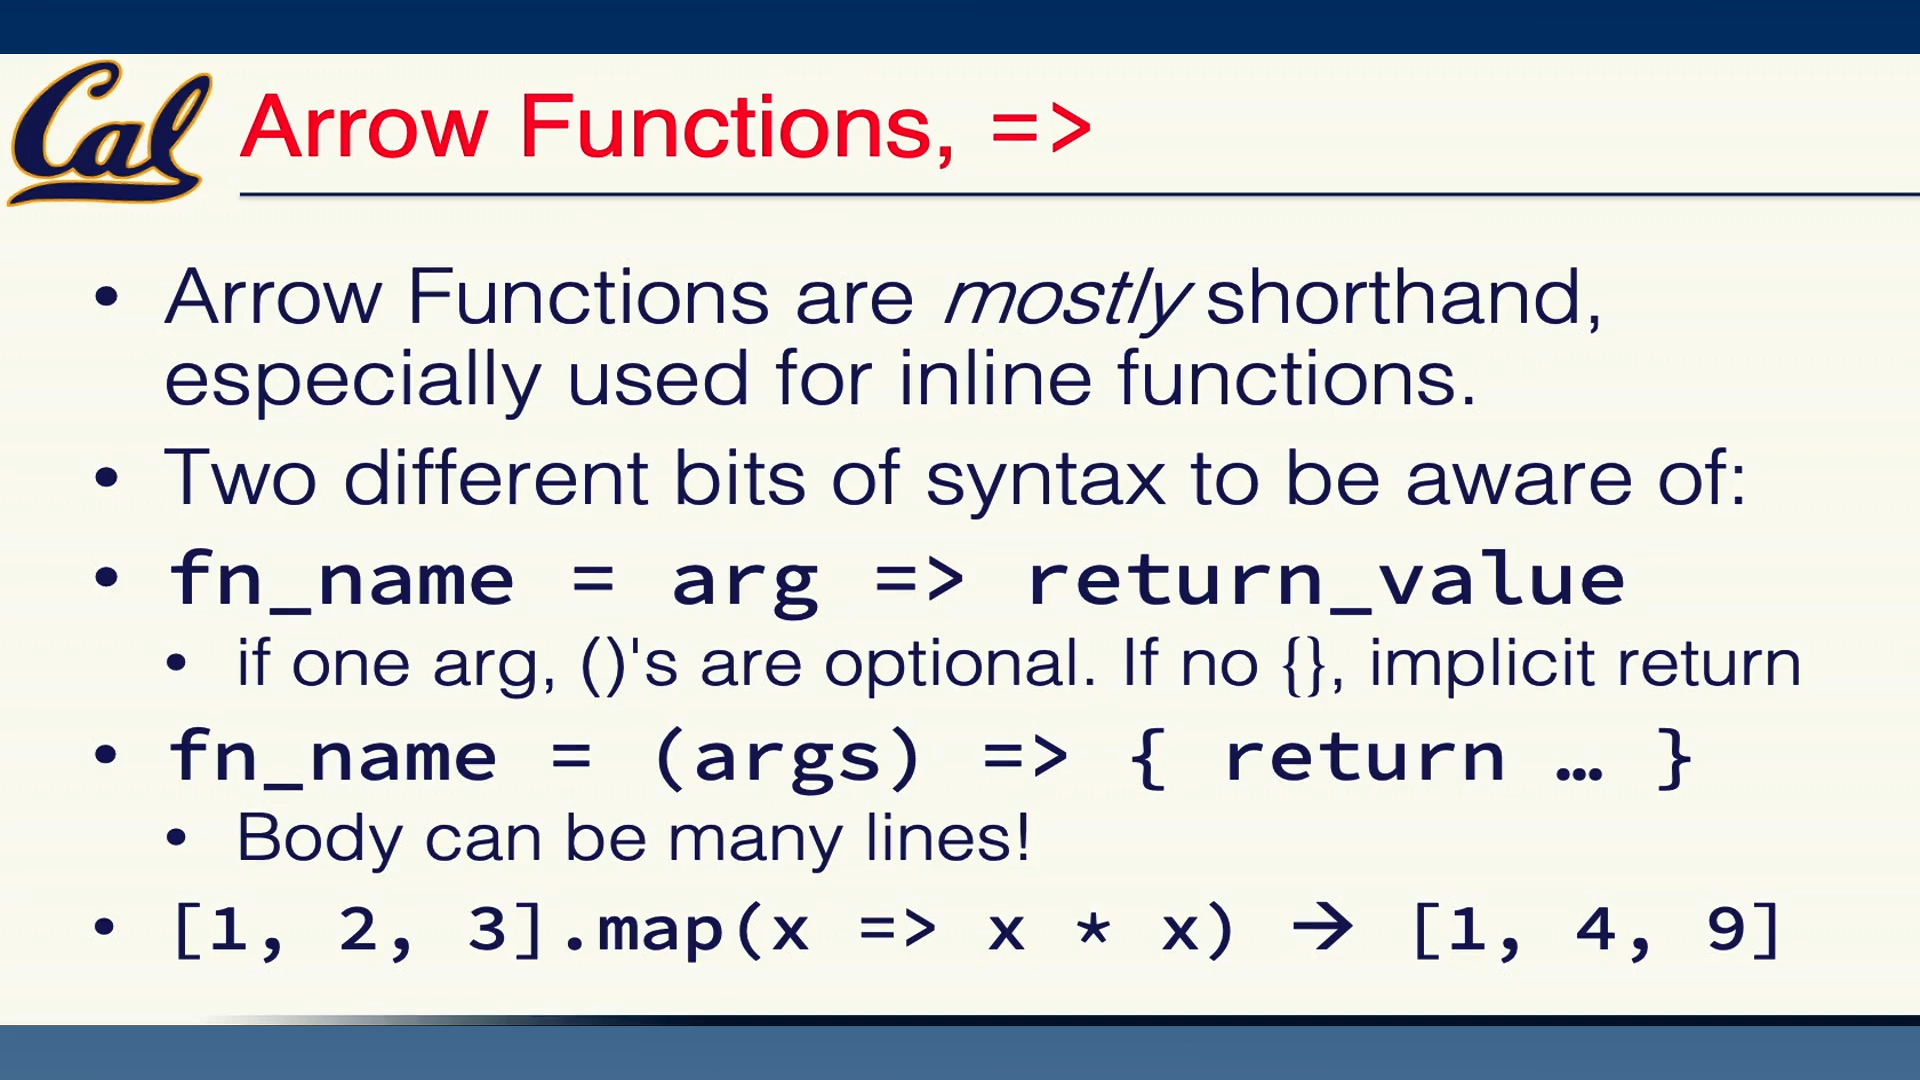 Cal
Arrow Functions, =>
• Arrow Functions are mostly shorthand,
especially used for inline functions.
• Two different bits of syntax to be aware of:
• fn_name = arg => return_value
• if one arg, ()'s are optional. If no {}, implicit return
• fn_name = (args) => { return … }
• Body can be many lines!
• [1, 2, 3].map(x => x * x) → [1, 4, 9]